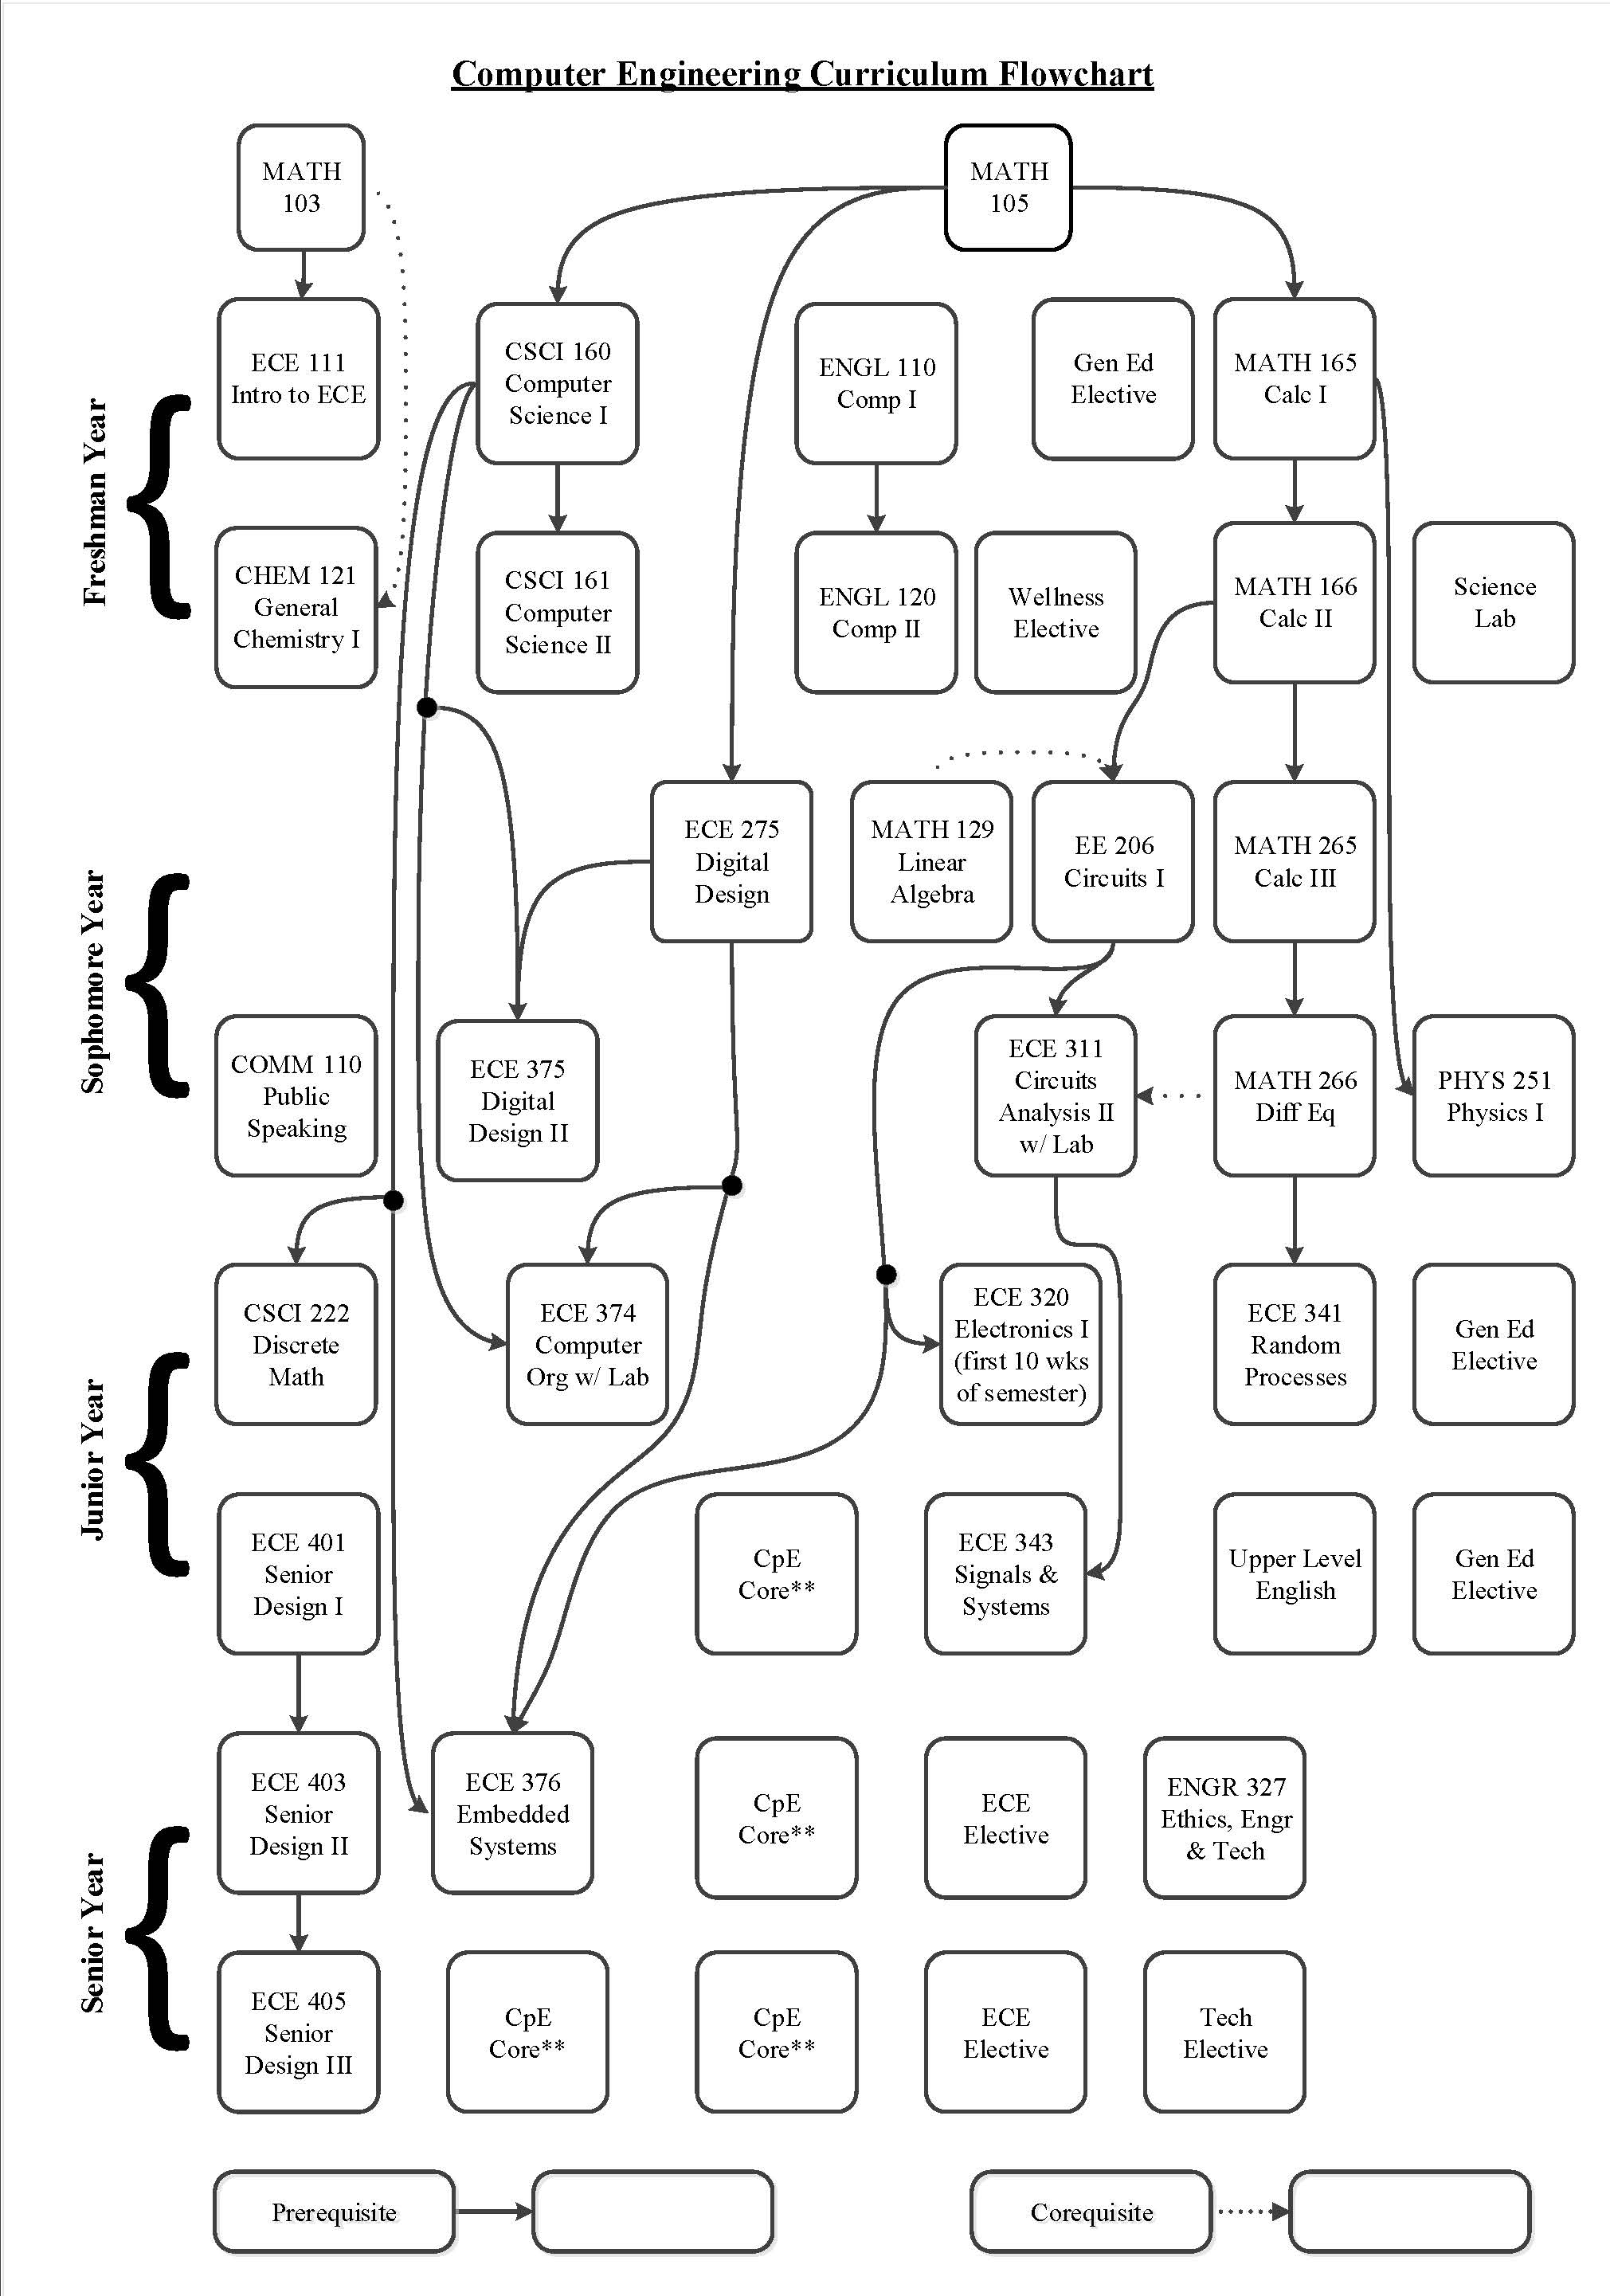 Computer Engineering Curriculum Flowchart
MATH
103
MATH
105
Freshman Year
ECE 111
Intro to ECE
CSCI 160
Computer
Science I
ENGL 110
Comp I
Gen Ed
Elective
MATH 165
Calc I
CHEM 121
General
Chemistry I
CSCI 161
Computer
Science II
ENGL 120
Comp II
Wellness
Elective
MATH 166
Calc II
Science
Lab
Sophomore Year
ECE 275
Digital
Design
MATH 129
Linear
Algebra
EE 206
Circuits I
MATH 265
Calc III
COMM 110
Public
Speaking
ECE 375
Digital
Design II
ECE 311
Circuits
Analysis II
w/ Lab
MATH 266
Diff Eq
PHYS 251
Physics I
Junior Year
CSCI 222
Discrete
Math
ECE 374
Computer
Org w/ Lab
ECE 320
Electronics I
(first 10 wks
of semester)
ECE 341
Random
Processes
Gen Ed
Elective
ECE 401
Senior
Design I
CpE
Core**
ECE 343
Signals &
Systems
Upper Level
English
Gen Ed
Elective
Senior Year
ECE 403
Senior
Design II
ECE 376
Embedded
Systems
CpE
Core**
ECE
Elective
ENGR 327
Ethics, Engr
& Tech
ECE 405
Senior
Design III
CpE
Core**
CpE
Core**
ECE
Elective
Tech
Elective
Prerequisite
Corequisite